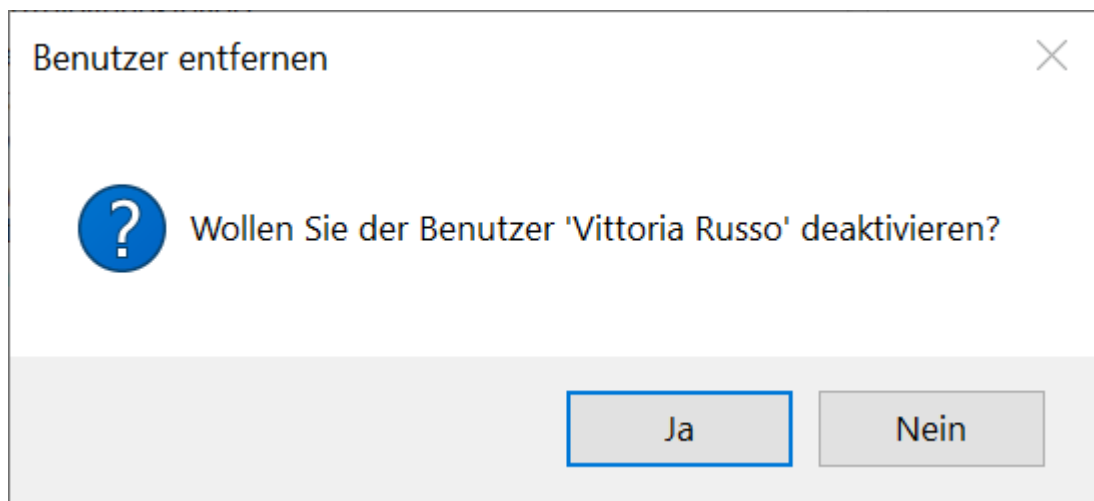 Benutzer entfernen
Wollen Sie der Benutzer 'Vittoria Russo' deaktivieren?
Ja
Nein